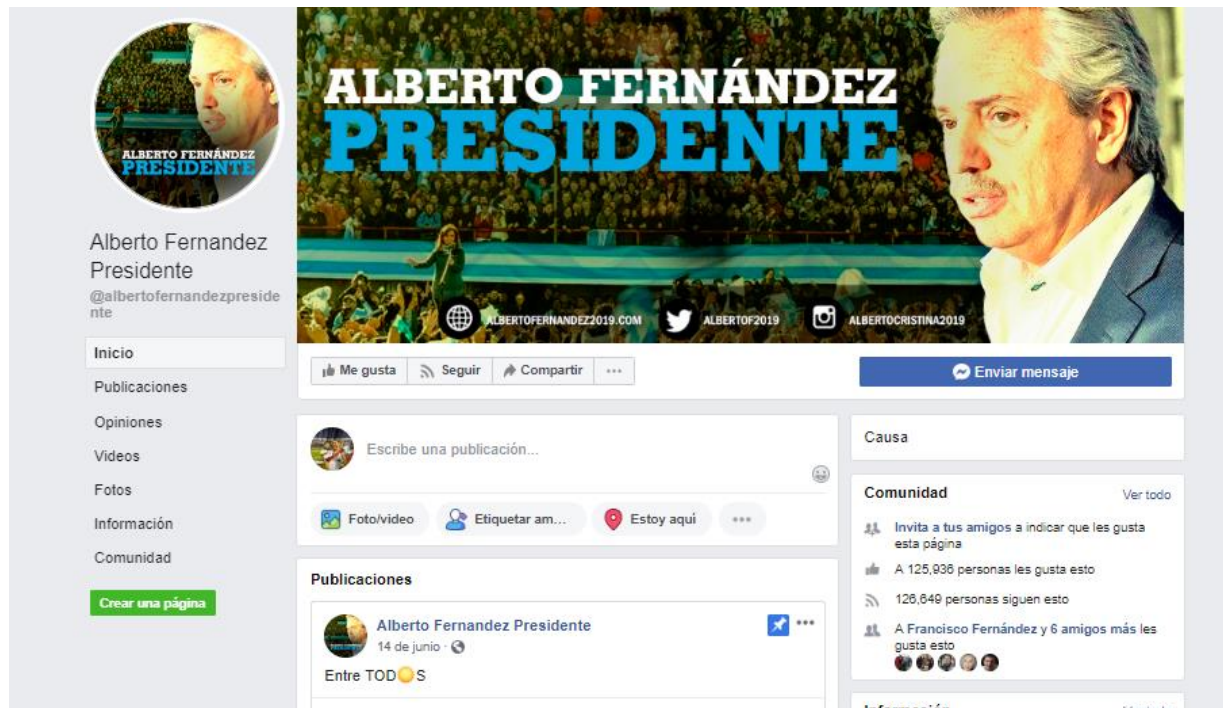 ALBERTO FERNÁNDEZ
PRESIDENTE
ALBERTOFERNANDEZ2019.COM
ALBERTOF2019
ALBERTOCRISTINA2019
ALBERTO FERNÁNDEZ
PRESIDENTE
Alberto Fernandez
Presidente
@albertofernandezpreside
nte
Inicio
Publicaciones
Opiniones
Videos
Fotos
Información
Comunidad
Crear una página
Me gusta
Seguir
Compartir
Enviar mensaje
Escribe una publicación...
Foto/video
Etiquetar am...
Estoy aquí
Publicaciones
Alberto Fernandez Presidente
14 de junio ·
Entre TOD S
Causa
Comunidad
Ver todo
Invita a tus amigos a indicar que les gusta
esta página
A 125,936 personas les gusta esto
126,649 personas siguen esto
A Francisco Fernández y 6 amigos más les
gusta esto